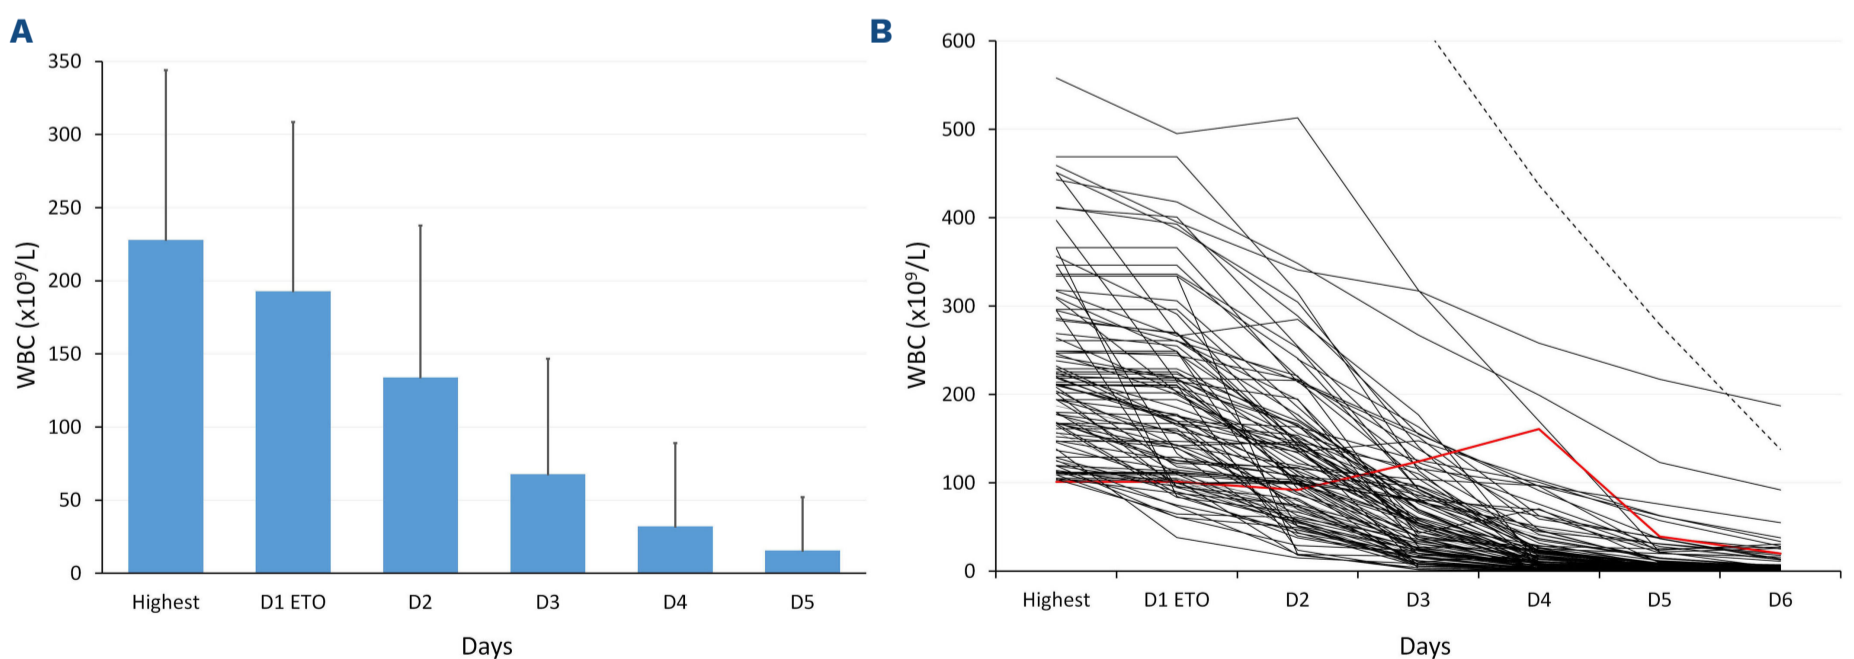 A
350
300
250
200
150
100
50
0
WBC (x10⁹/L)
Highest D1 ETO D2 D3 D4 D5
Days
B
600
500
400
300
200
100
0
WBC (x10⁹/L)
Highest D1 ETO D2 D3 D4 D5 D6
Days